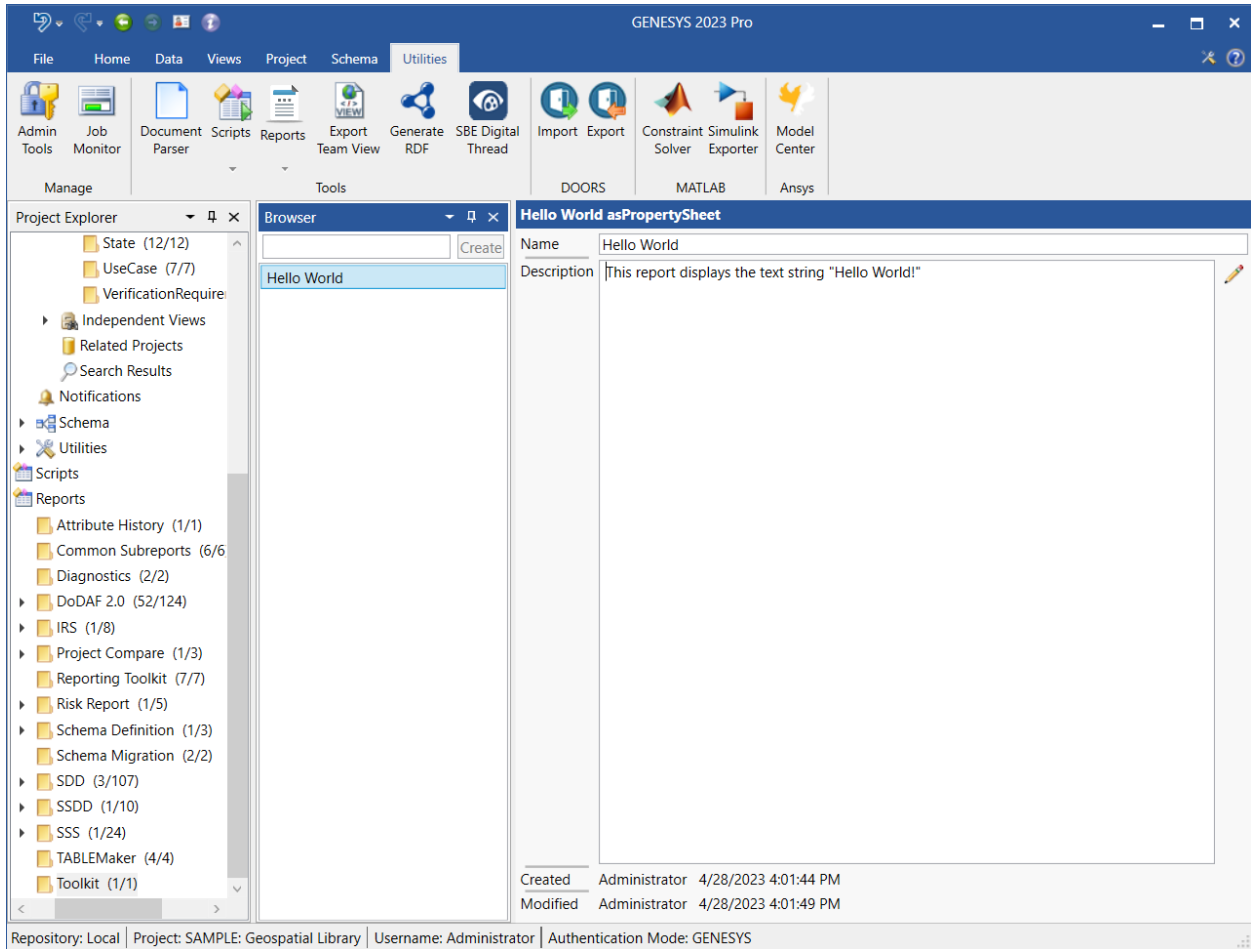 GENESYS 2023 Pro
File Home Data Views Project Schema Utilities
Admin Tools
Job Monitor
Document Parser
Scripts
Reports
VIEW
Export Team View
Generate RDF
SBE Digital Thread
Import
Export
Constraint Solver
Simulink Exporter
Model Center
Manage Tools DOORS MATLAB Ansys
Project Explorer
State (12/12)
UseCase (7/7)
VerificationRequire
Independent Views
Related Projects
Search Results
Notifications
Schema
Utilities
Scripts
Reports
Attribute History (1/1)
Common Subreports (6/6
Diagnostics (2/2)
DoDAF 2.0 (52/124)
IRS (1/8)
Project Compare (1/3)
Reporting Toolkit (7/7)
Risk Report (1/5)
Schema Definition (1/3)
Schema Migration (2/2)
SDD (3/107)
SSDD (1/10)
SSS (1/24)
TABLEMaker (4/4)
Toolkit (1/1)
Browser
Create
Hello World
Hello World asPropertySheet
Name Hello World
Description This report displays the text string "Hello World!"
Created Administrator 4/28/2023 4:01:44 PM
Modified Administrator 4/28/2023 4:01:49 PM
Repository: Local Project: SAMPLE: Geospatial Library Username: Administrator Authentication Mode: GENESYS